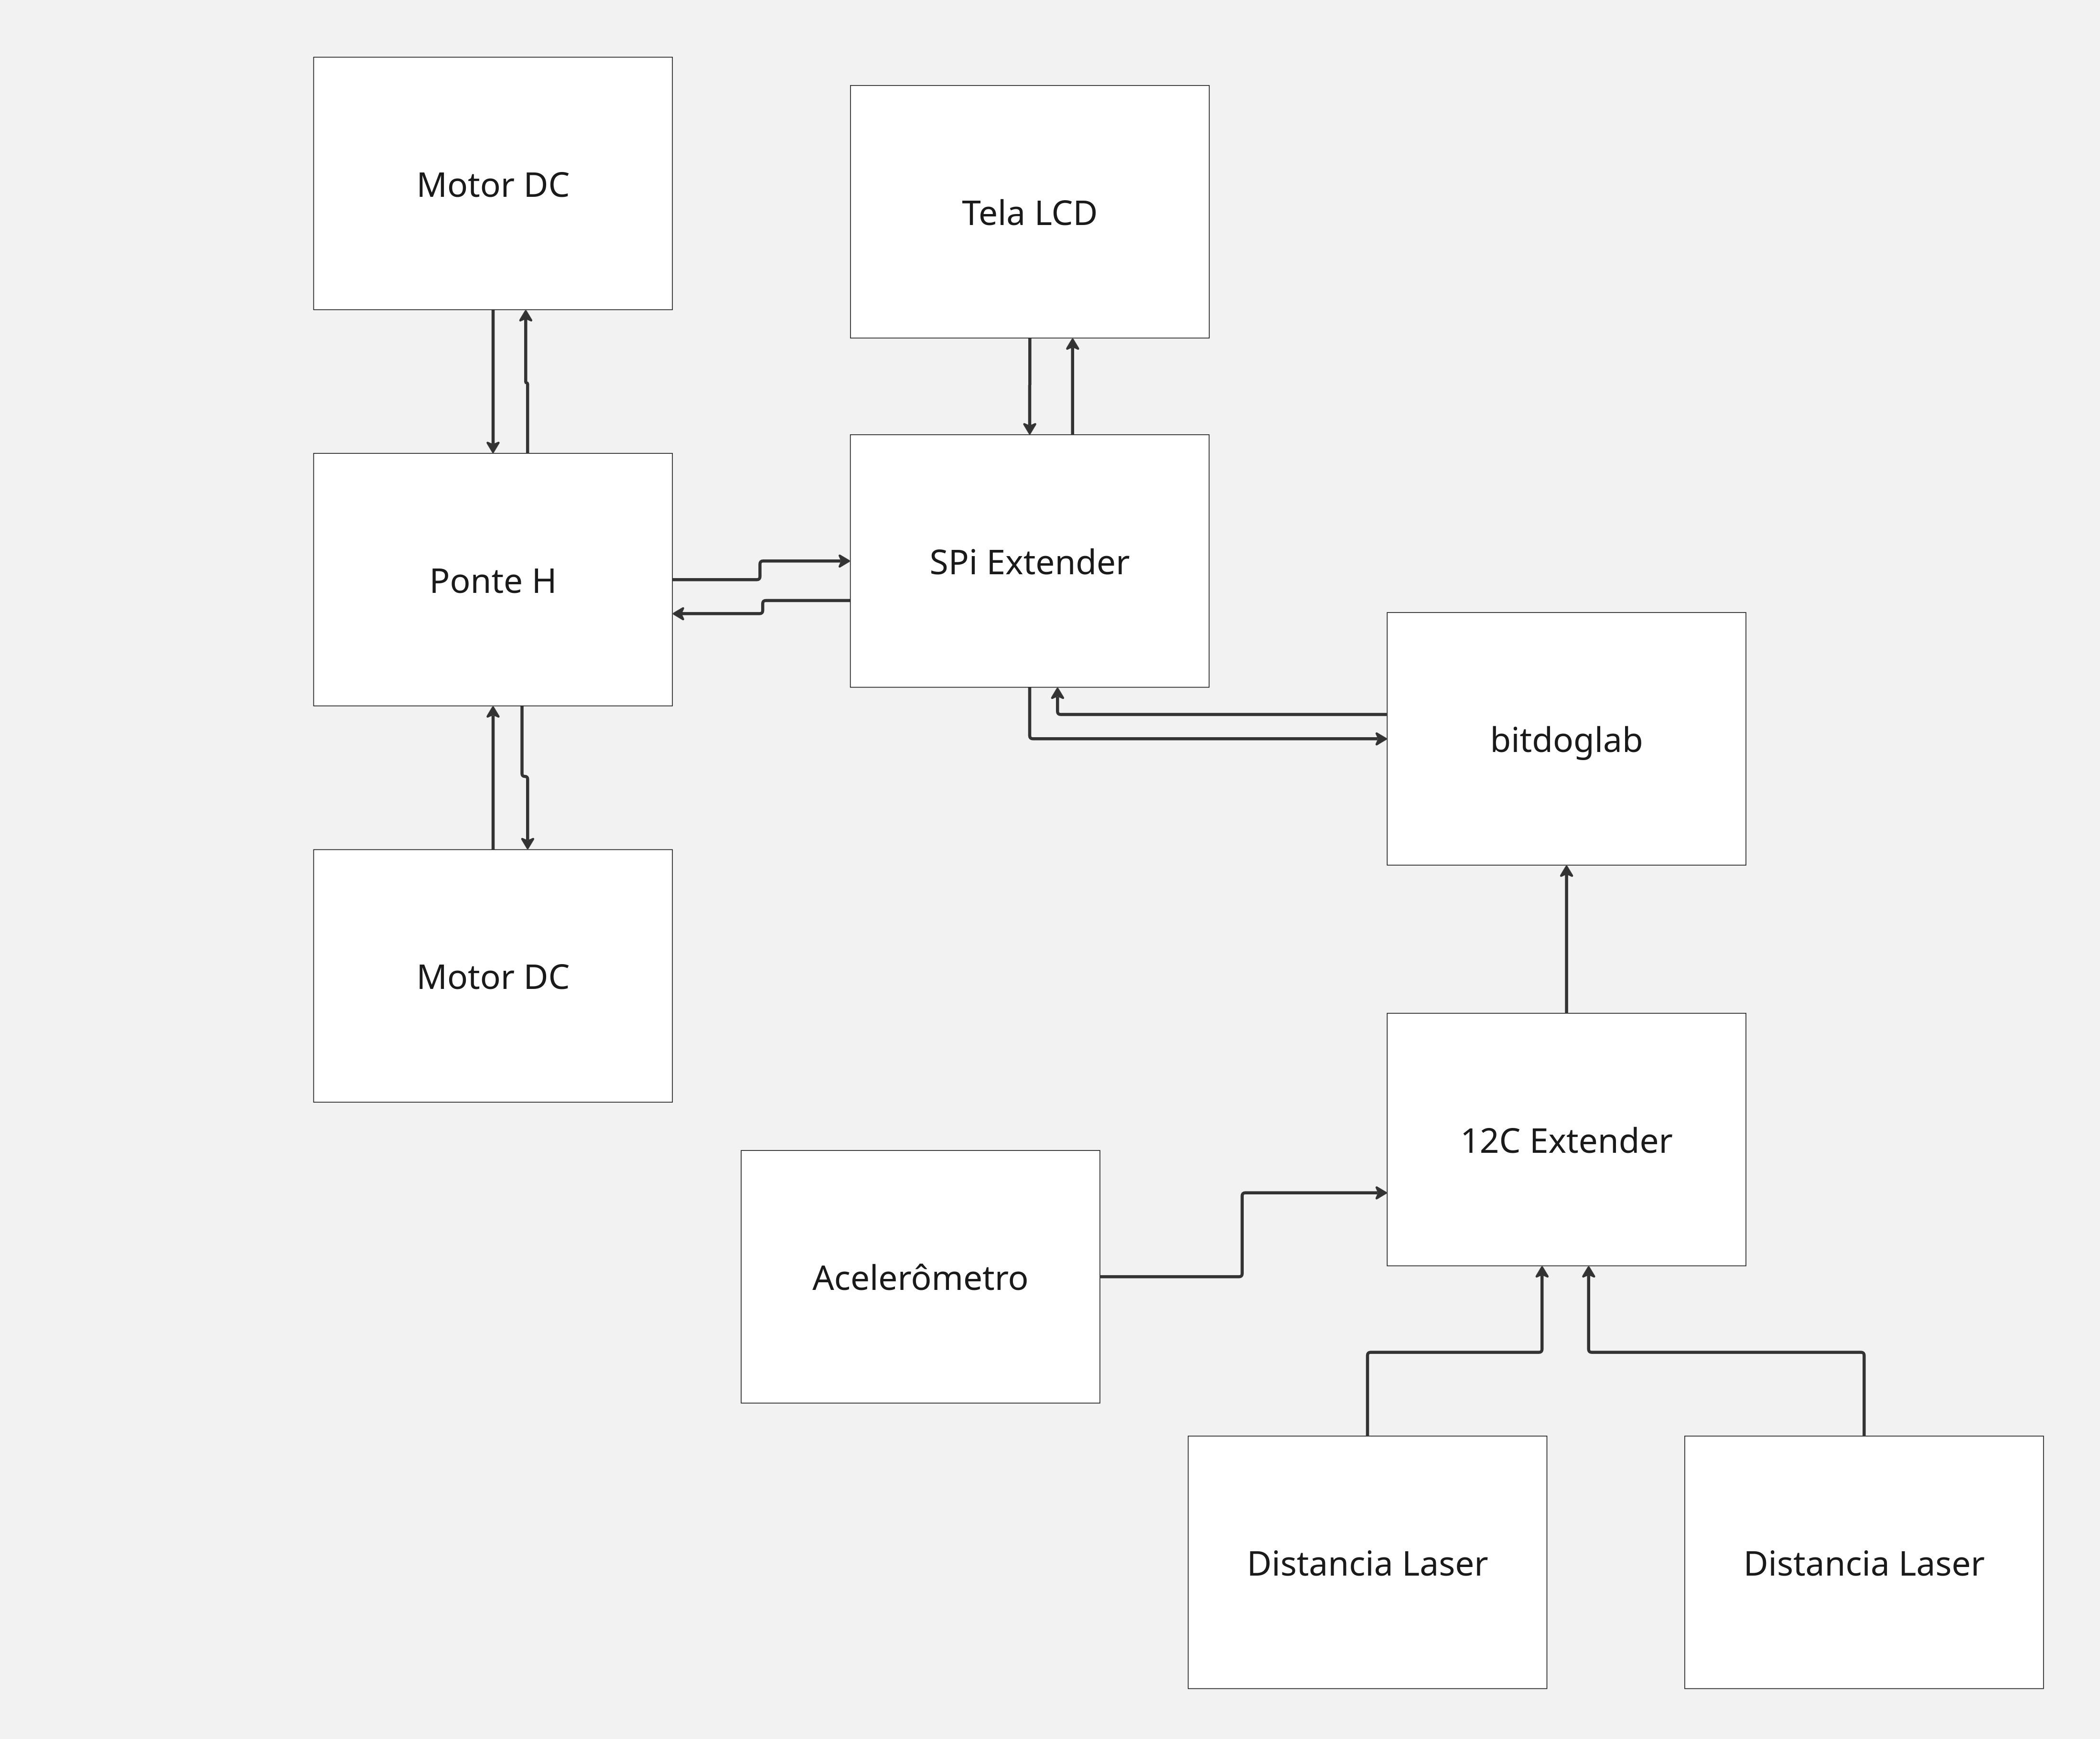 Motor DC
Tela LCD
Ponte H
SPi Extender
bitdoglab
Motor DC
12C Extender
Acelerômetro
Distancia Laser
Distancia Laser